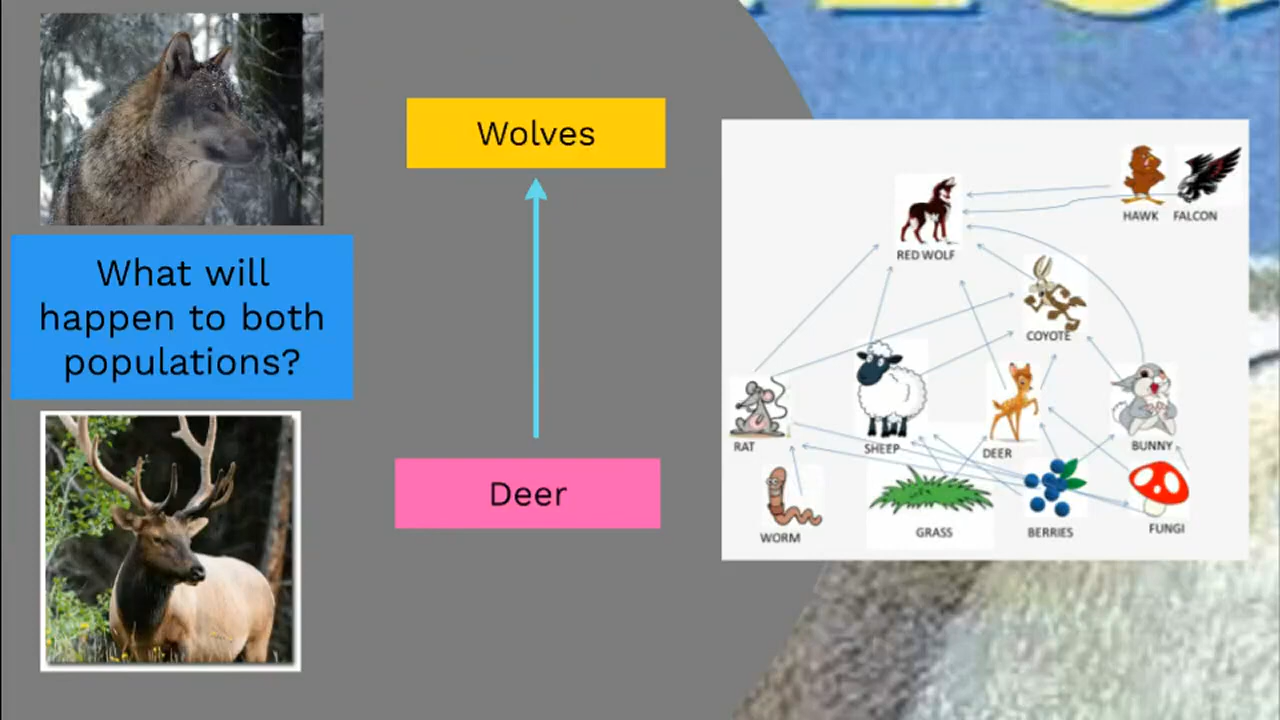 Wolves
What will
happen to both
populations?
Deer
HAWK
FALCON
RED WOLF
COYOTE
RAT
SHEEP
DEER
BUNNY
WORM
GRASS
BERRIES
FUNGI